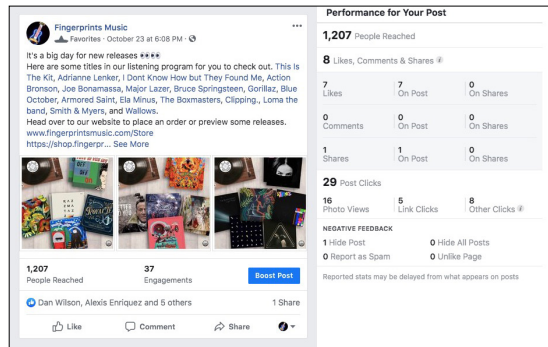 Fingerprints Music
Favorites · October 23 at 6:08 PM ·
It's a big day for new releases 👀👀
Here are some titles in our listening program for you to check out. This Is
The Kit, Adrianne Lenker, I Dont Know How but They Found Me, Action
Bronson, Joe Bonamassa, Major Lazer, Bruce Springsteen, Gorillaz, Blue
October, Armored Saint, Ela Minus, The Boxmasters, Clipping., Loma the
band, Smith & Myers, and Wallows.
Head over to our website to place an order or preview some releases.
www.fingerprintsmusic.com/Store
https://shop.fingerpr... See More
1,207
People Reached
37
Engagements
Boost Post
Dan Wilson, Alexis Enriquez and 5 others
1 Share
Like
Comment
Share
Performance for Your Post
1,207 People Reached
8 Likes, Comments & Shares
7
Likes
7
On Post
0
On Shares
0
Comments
0
On Post
0
On Shares
1
Shares
1
On Post
0
On Shares
29 Post Clicks
16
Photo Views
5
Link Clicks
8
Other Clicks
NEGATIVE FEEDBACK
1 Hide Post
0 Hide All Posts
0 Report as Spam
0 Unlike Page
Reported stats may be delayed from what appears on posts